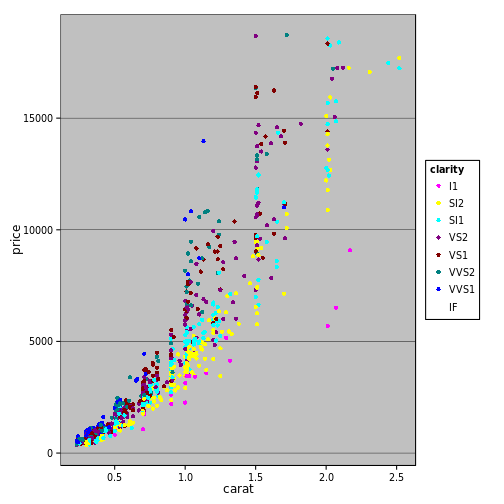 15000
10000
5000
0
price
0.5
1.0
1.5
2.0
2.5
carat
clarity
I1
SI2
SI1
VS2
VS1
VVS2
VVS1
IF